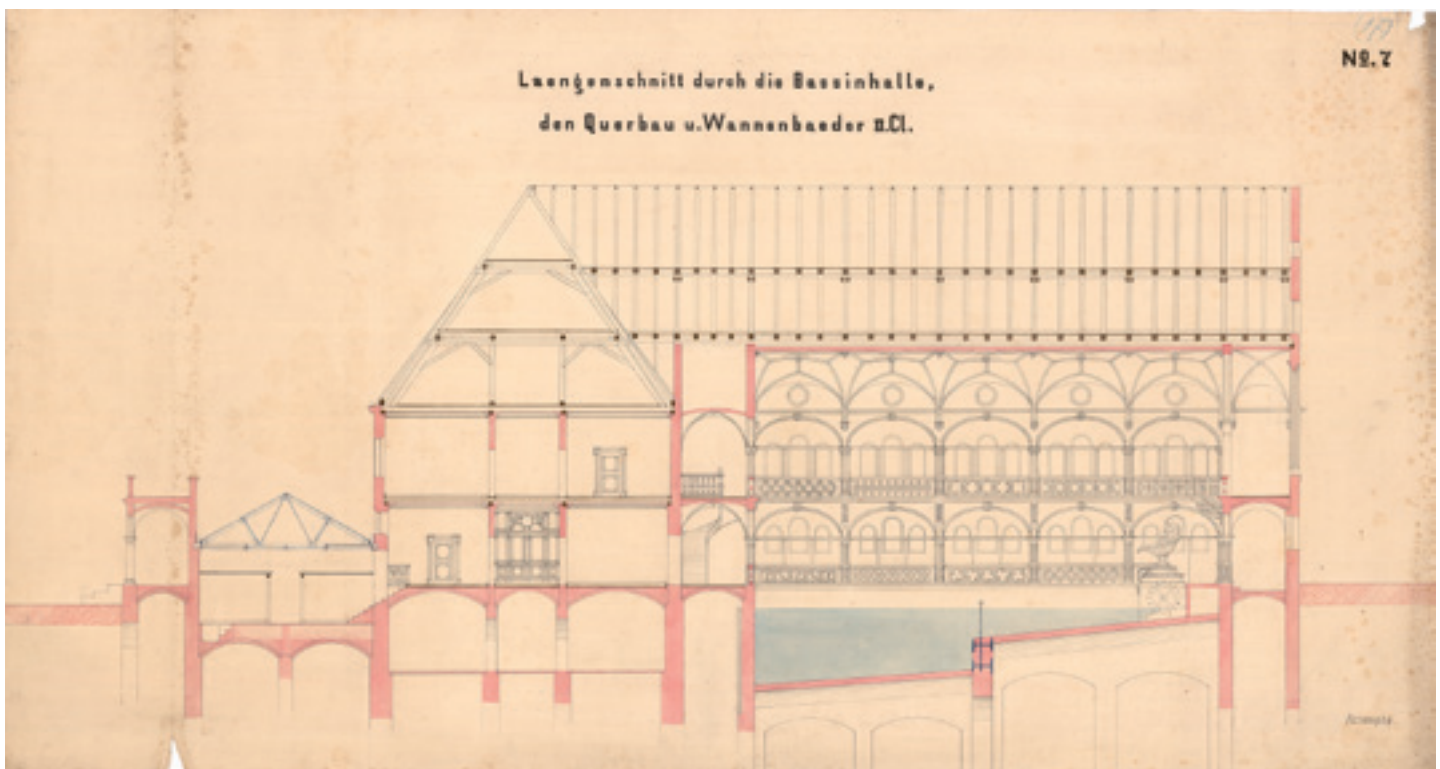 No. 7
Laengenschnitt durch die Bassinhalle,
den Querbau u. Wannenbaeder II.Cl.